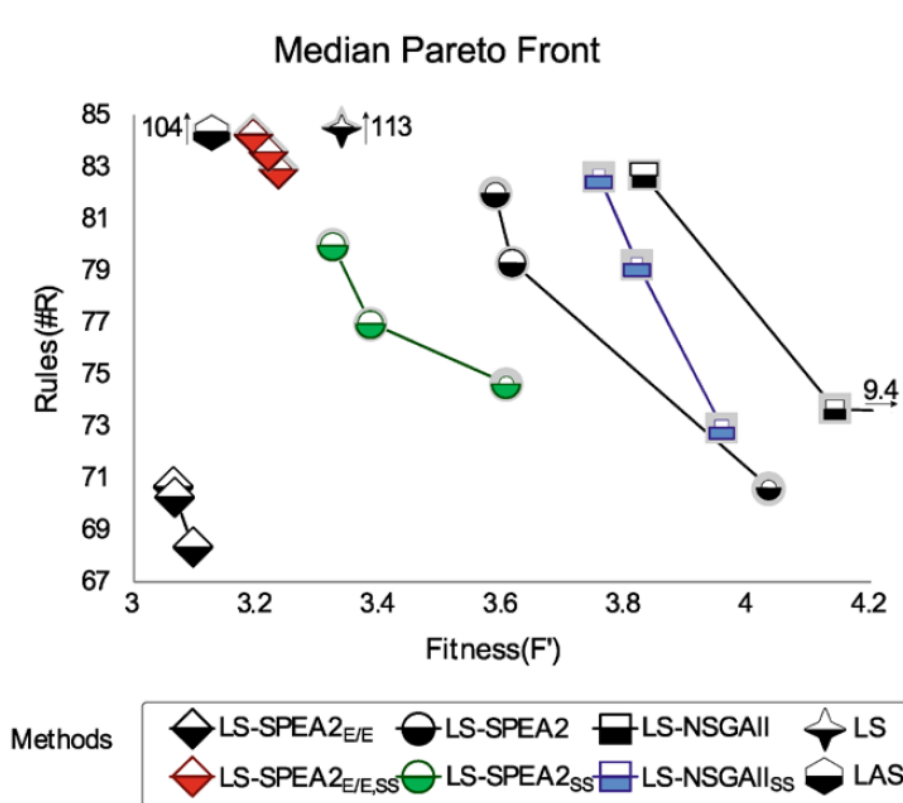 Median Pareto Front
85
104
113
83
81
79
77
75
73
71
69
67
9.4
Rules(#R)
3 3.2 3.4 3.6 3.8 4 4.2
Fitness(F')
Methods
LS-SPEA2E/E LS-SPEA2 LS-NSGAII LS
LS-SPEA2E/E,SS LS-SPEA2SS LS-NSGAIISS LAS